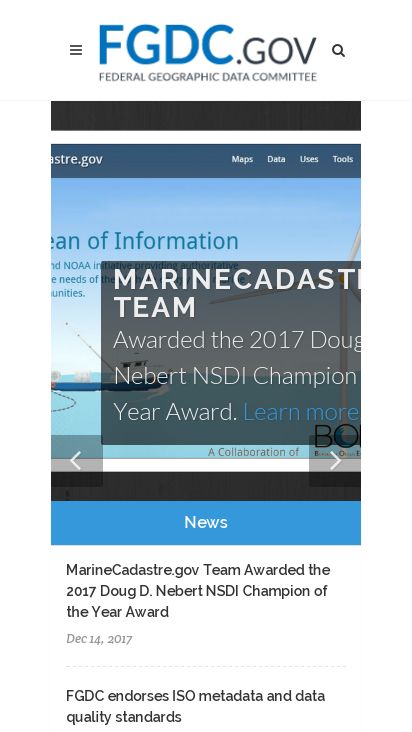 FGDC.GOV
FEDERAL GEOGRAPHIC DATA COMMITTEE
astre.gov Maps Data Uses Tools
ean of Information
nd NOAA initiative providing authoritative
e needs of the
unities.
MARINECADAST
TEAM
Awarded the 2017 Doug
Nebert NSDI Champion
Year Award. Learn more
A Collaboration of
News
MarineCadastre.gov Team Awarded the
2017 Doug D. Nebert NSDI Champion of
the Year Award
Dec 14, 2017
FGDC endorses ISO metadata and data
quality standards